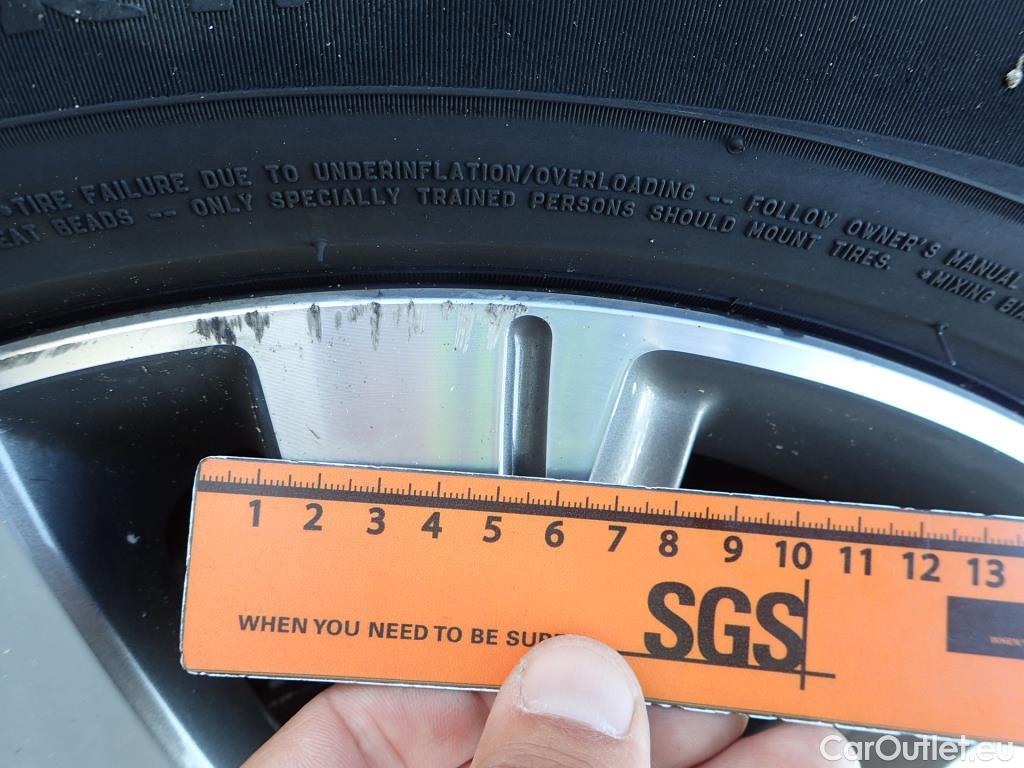 *TIRE FAILURE DUE TO UNDERINFLATION/OVERLOADING -- FOLLOW OWNER'S MANUAL
BEADS -- ONLY SPECIALLY TRAINED PERSONS SHOULD MOUNT TIRES. *MIXING
1 2 3 4 5 6 7 8 9 10 11 12 13
WHEN YOU NEED TO BE
SGS
CarOutlet.eu